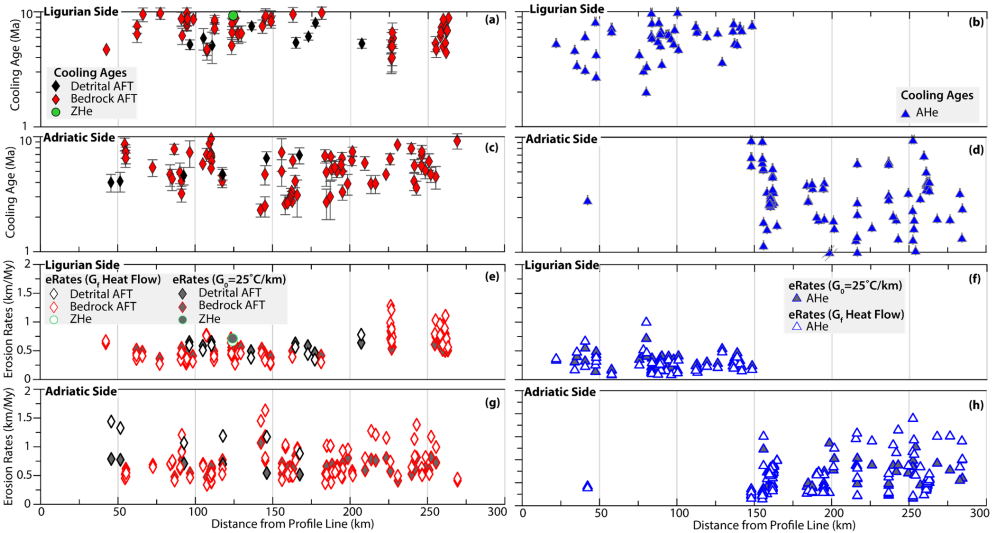 Ligurian Side
(a)
10
1
Cooling Age (Ma)
Cooling Ages
Detrital AFT
Bedrock AFT
ZHe
Ligurian Side
(b)
Cooling Ages
AHe
Adriatic Side
(c)
10
1
Cooling Age (Ma)
Adriatic Side
(d)
Ligurian Side
(e)
2
1.5
1
0.5
0
Erosion Rates (km/My)
eRates (Gf Heat Flow)
Detrital AFT
Bedrock AFT
ZHe
eRates (G0=25˚C/km)
Detrital AFT
Bedrock AFT
ZHe
Ligurian Side
(f)
eRates (G0=25˚C/km)
AHe
eRates (Gf Heat Flow)
AHe
Adriatic Side
(g)
2
1.5
1
0.5
0
Erosion Rates (km/My)
0 50 100 150 200 250 300
Distance from Profile Line (km)
Adriatic Side
(h)
0 50 100 150 200 250 300
Distance from Profile Line (km)